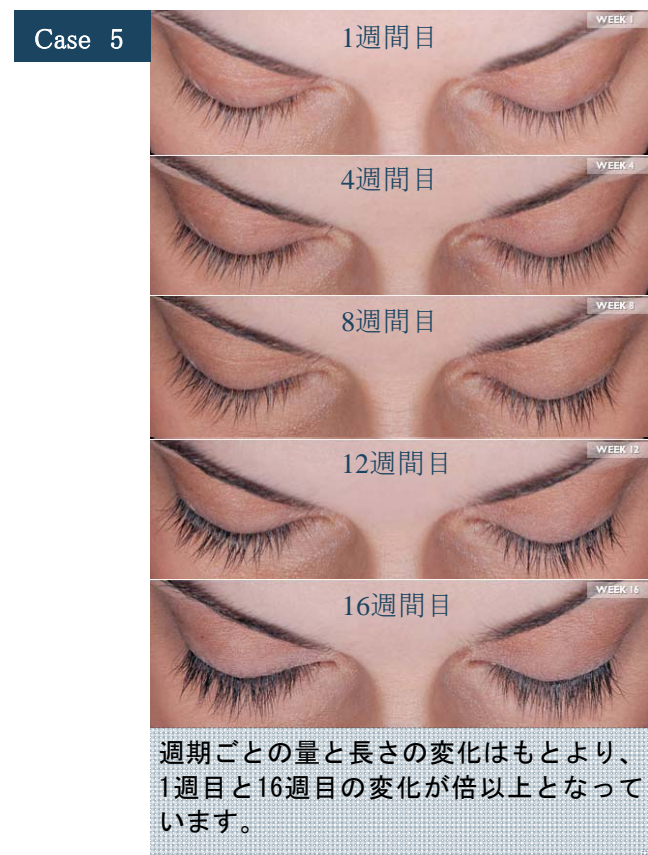 Case 5
1週間目
WEEK 1
4週間目
WEEK 4
8週間目
WEEK 8
12週間目
WEEK 12
16週間目
WEEK 16
週期ごとの量と長さの変化はもとより、
1週目と16週目の変化が倍以上となって
います。